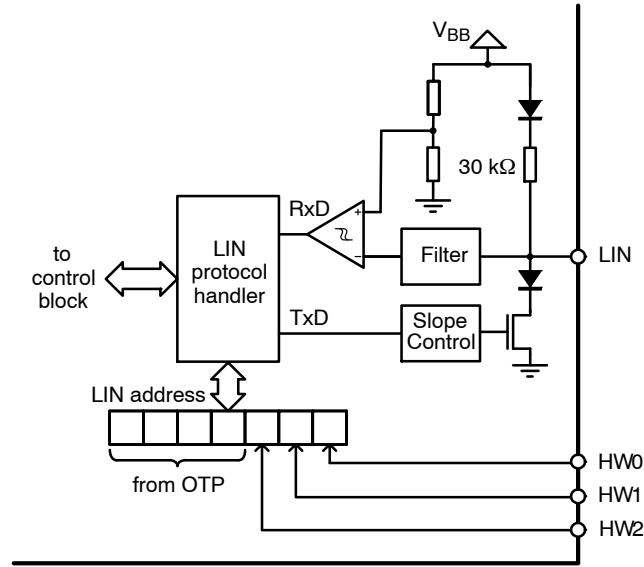 VBB
30 kΩ
RxD
+
−
LIN
protocol
handler
to
control
block
Filter
LIN
TxD
Slope
Control
LIN address
from OTP
HW0
HW1
HW2